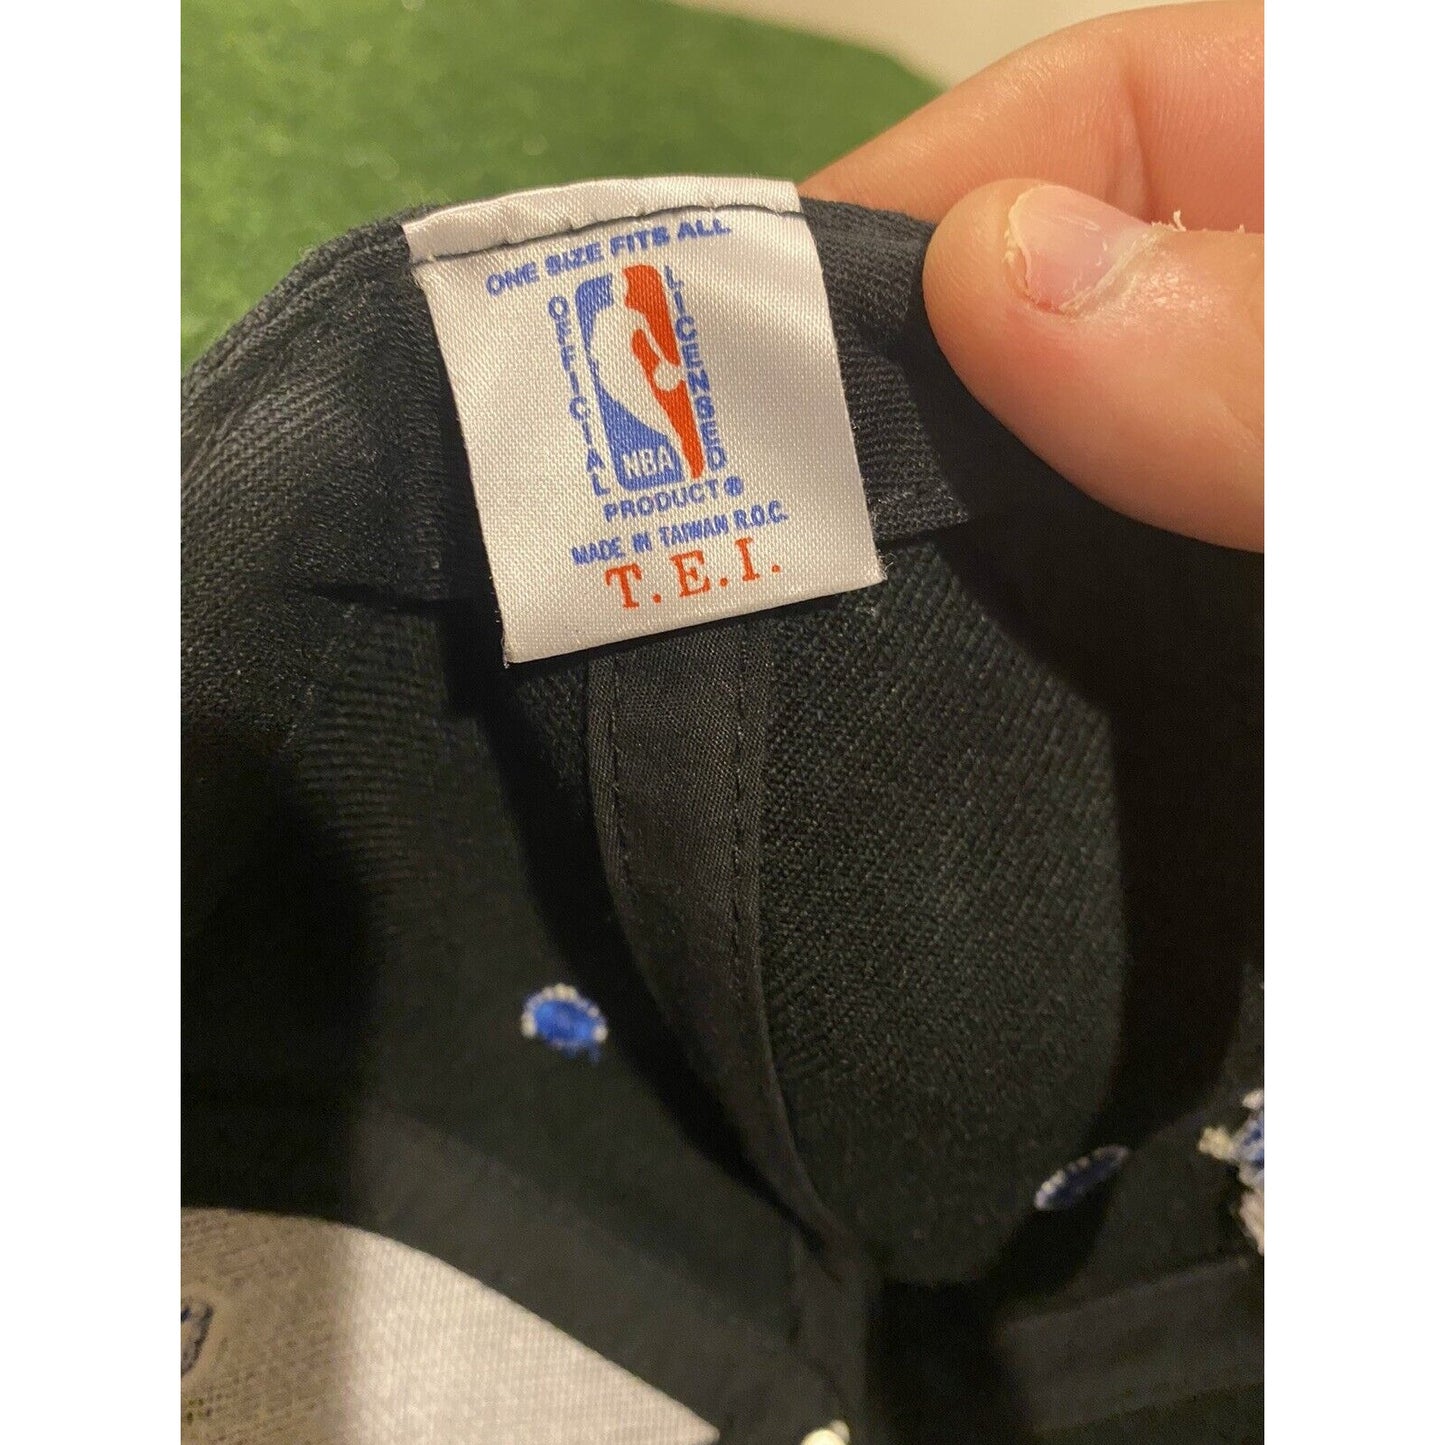 ONE SIZE FITS ALL
OFFICIAL
LICENSED
NBA
PRODUCT®
MADE IN TAIWAN R.O.C.
T.E.I.